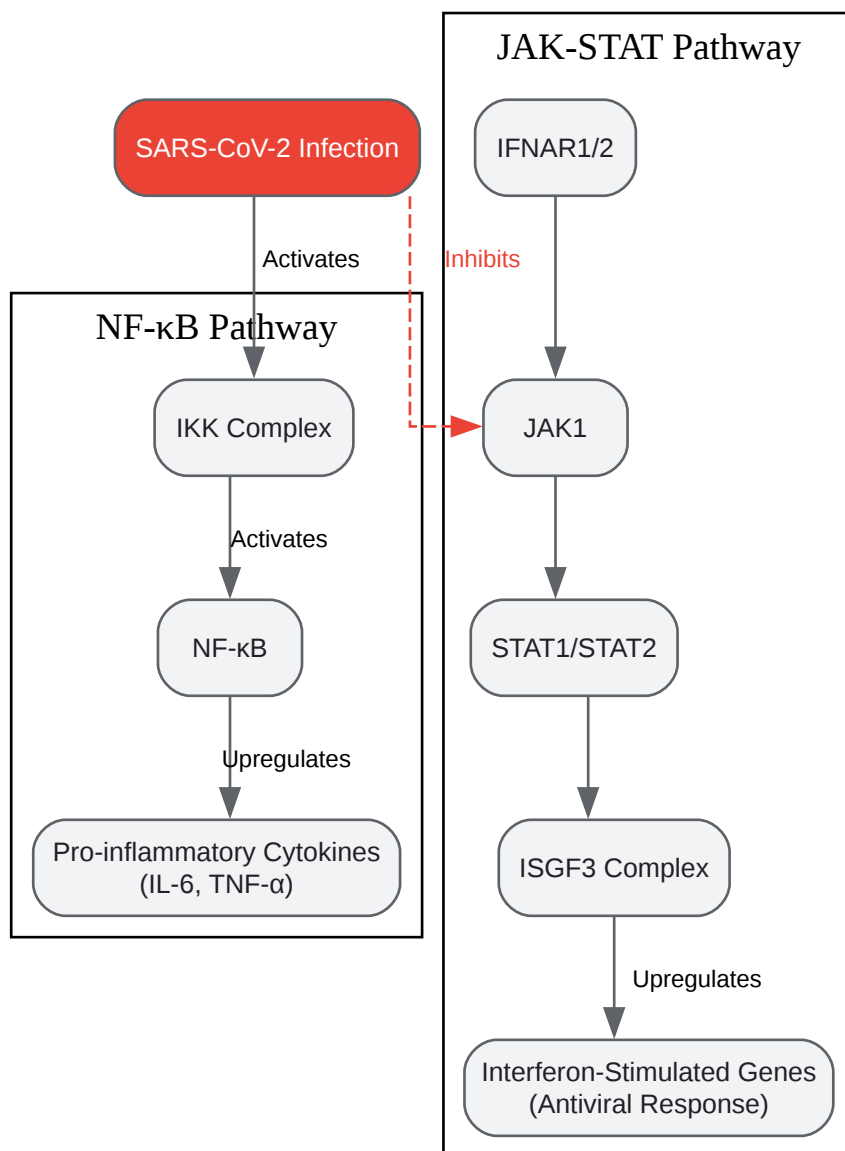 JAK-STAT Pathway
SARS-CoV-2 Infection
IFNAR1/2
Activates
Inhibits
NF-κB Pathway
IKK Complex
JAK1
Activates
NF-κB
STAT1/STAT2
Upregulates
Pro-inflammatory Cytokines
(IL-6, TNF-α)
ISGF3 Complex
Upregulates
Interferon-Stimulated Genes
(Antiviral Response)